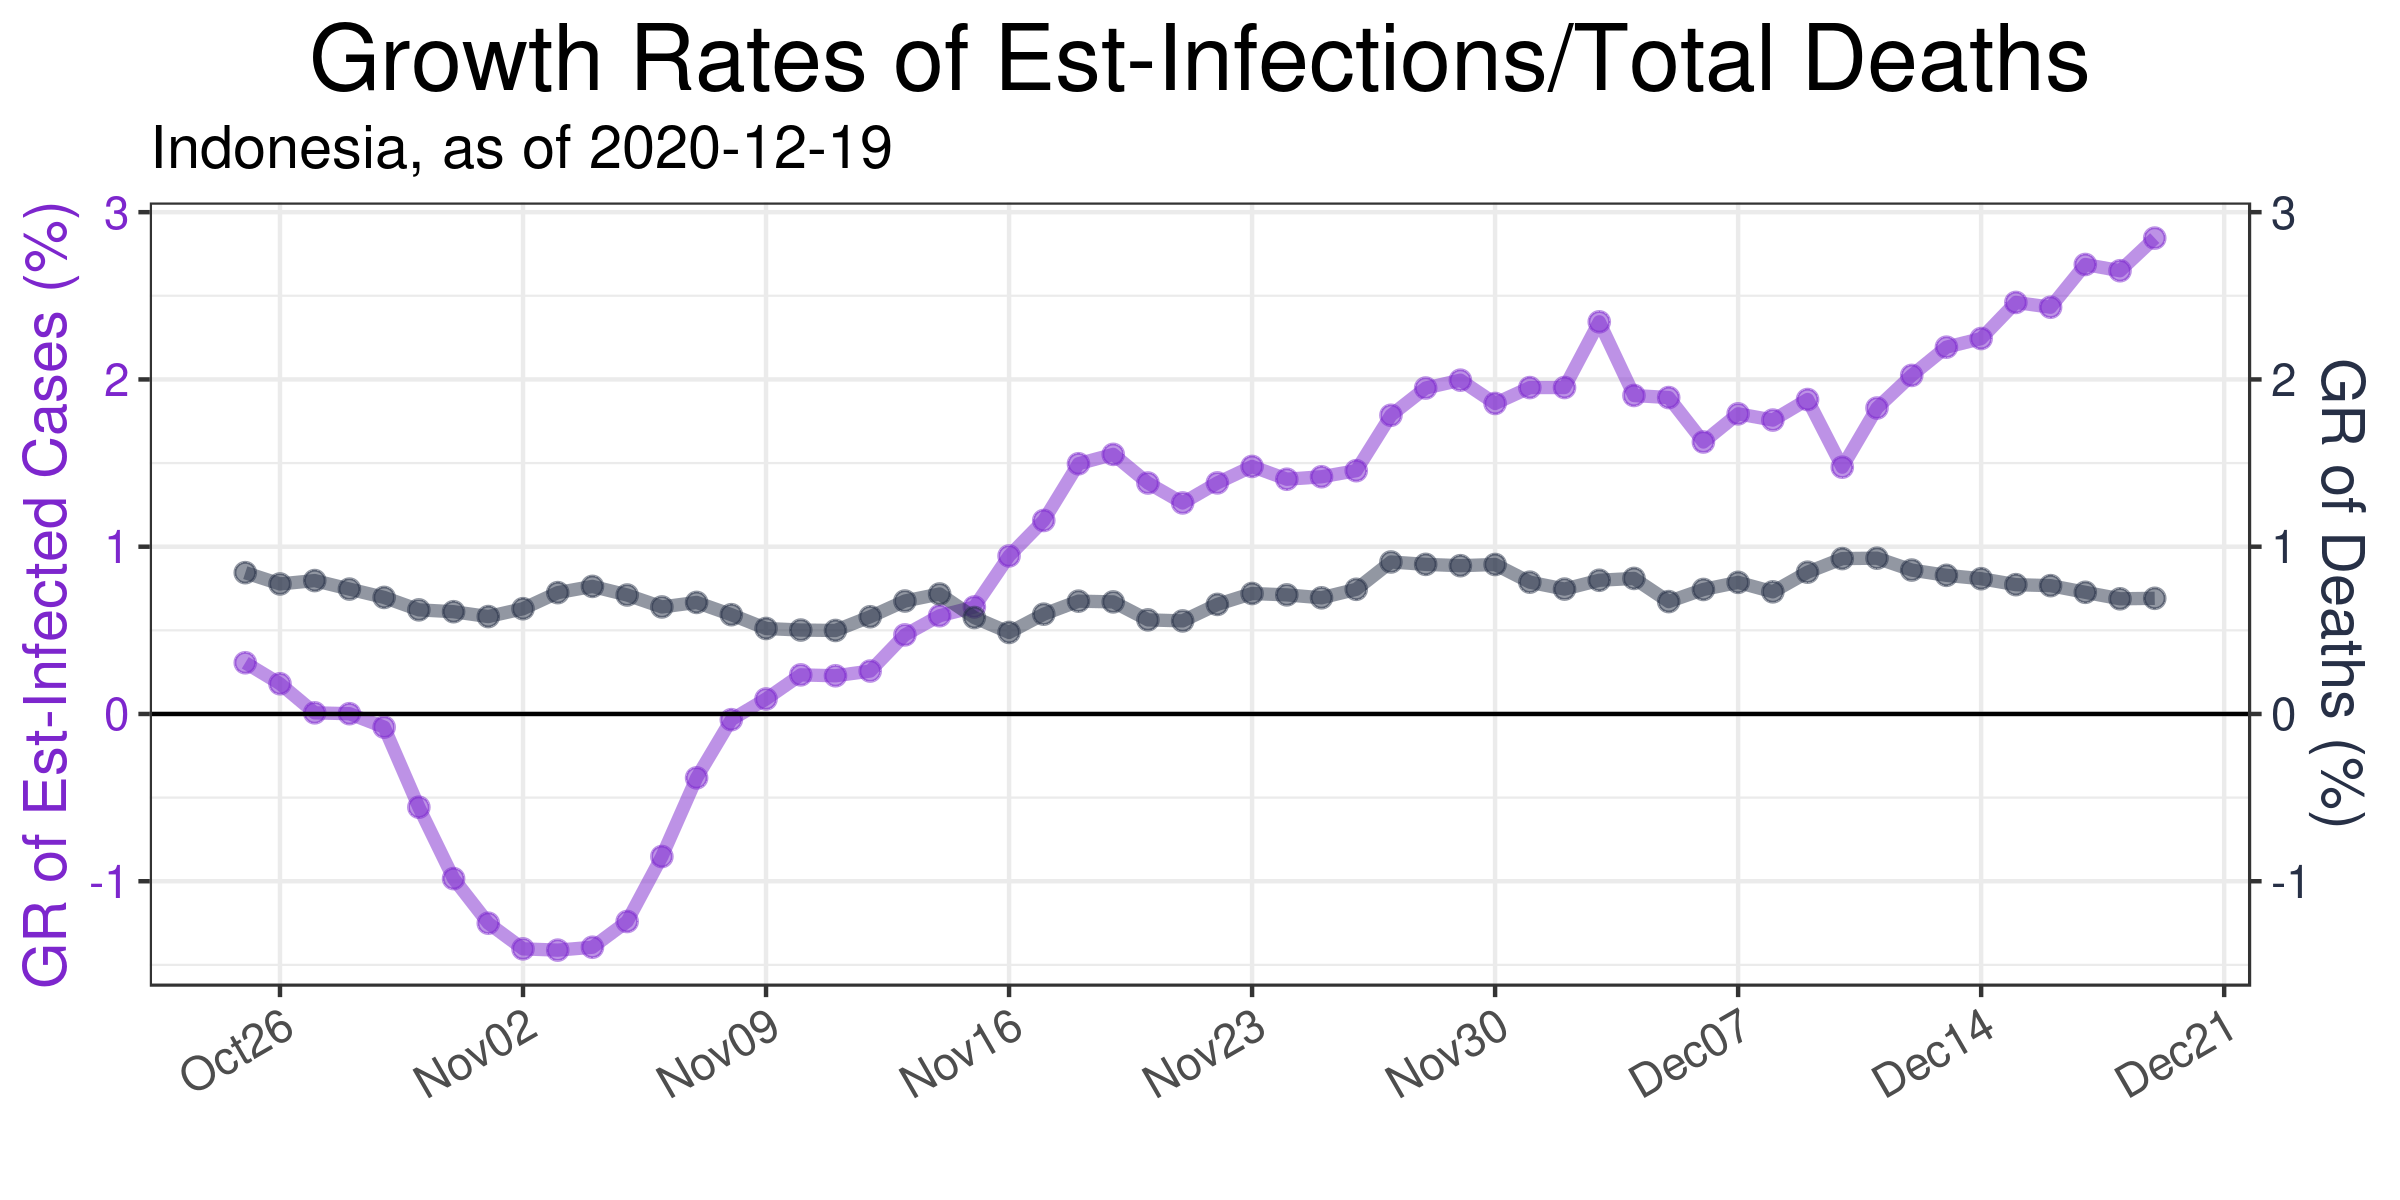 Growth Rates of Est-Infections/Total Deaths
Indonesia, as of 2020-12-19
GR of Est-Infected Cases (%)
3
2
1
0
-1
3
2
1
0
-1
GR of Deaths (%)
Oct26
Nov02
Nov09
Nov16
Nov23
Nov30
Dec07
Dec14
Dec21